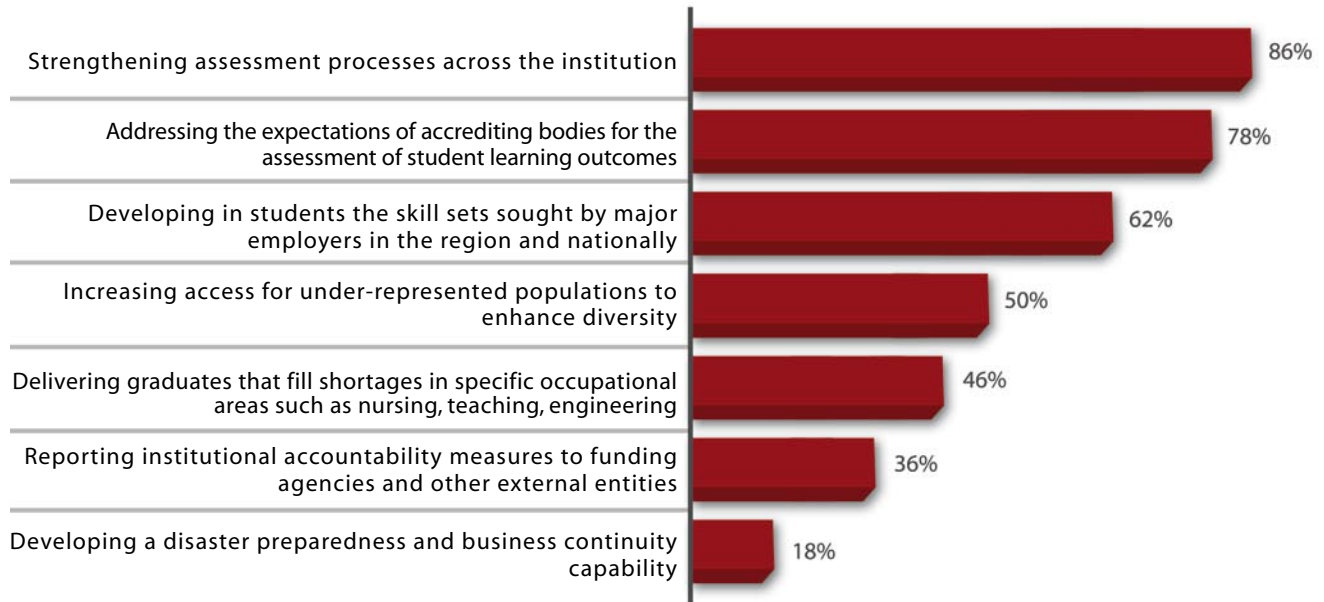 Strengthening assessment processes across the institution
86%
Addressing the expectations of accrediting bodies for the
assessment of student learning outcomes
78%
Developing in students the skill sets sought by major
employers in the region and nationally
62%
Increasing access for under-represented populations to
enhance diversity
50%
Delivering graduates that fill shortages in specific occupational
areas such as nursing, teaching, engineering
46%
Reporting institutional accountability measures to funding
agencies and other external entities
36%
Developing a disaster preparedness and business continuity
capability
18%